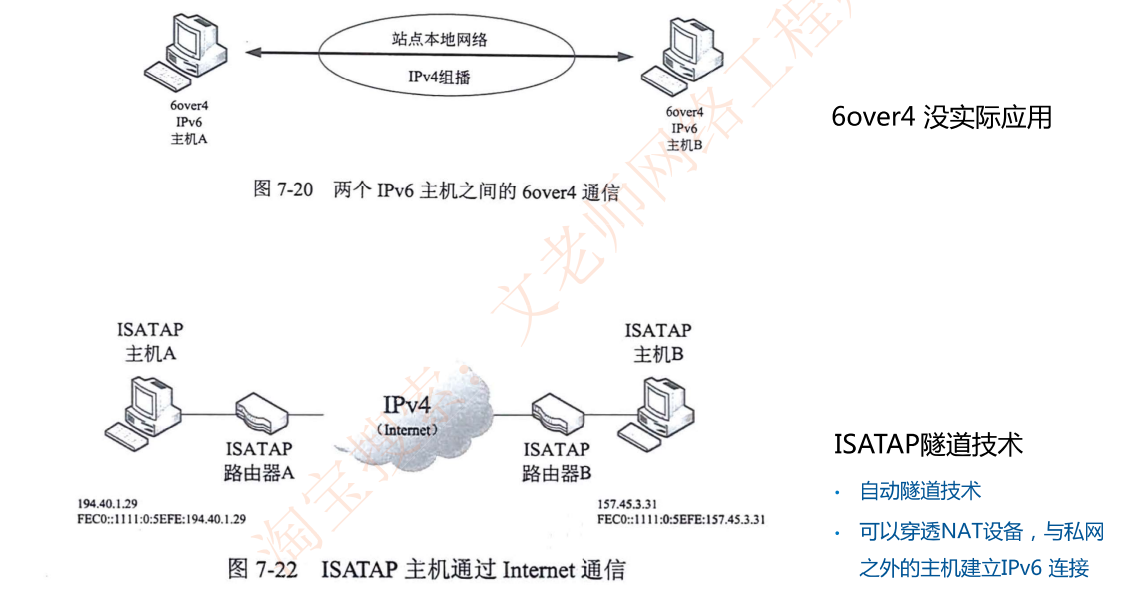 站点本地网络
IPv4组播
6over4
IPv6
主机A
6over4
IPv6
主机B
6over4 没实际应用
图 7-20 两个 IPv6 主机之间的 6over4 通信
ISATAP
主机A
ISATAP
主机B
IPv4
(Internet)
ISATAP
路由器A
ISATAP
路由器B
194.40.1.29
FEC0::1111:0:5EFE:194.40.1.29
157.45.3.31
FEC0::1111:0:5EFE:157.45.3.31
图 7-22 ISATAP 主机通过 Internet 通信
ISATAP隧道技术
• 自动隧道技术
• 可以穿透NAT设备，与私网
之外的主机建立IPv6 连接
淘宝搜索：文老师网络工程